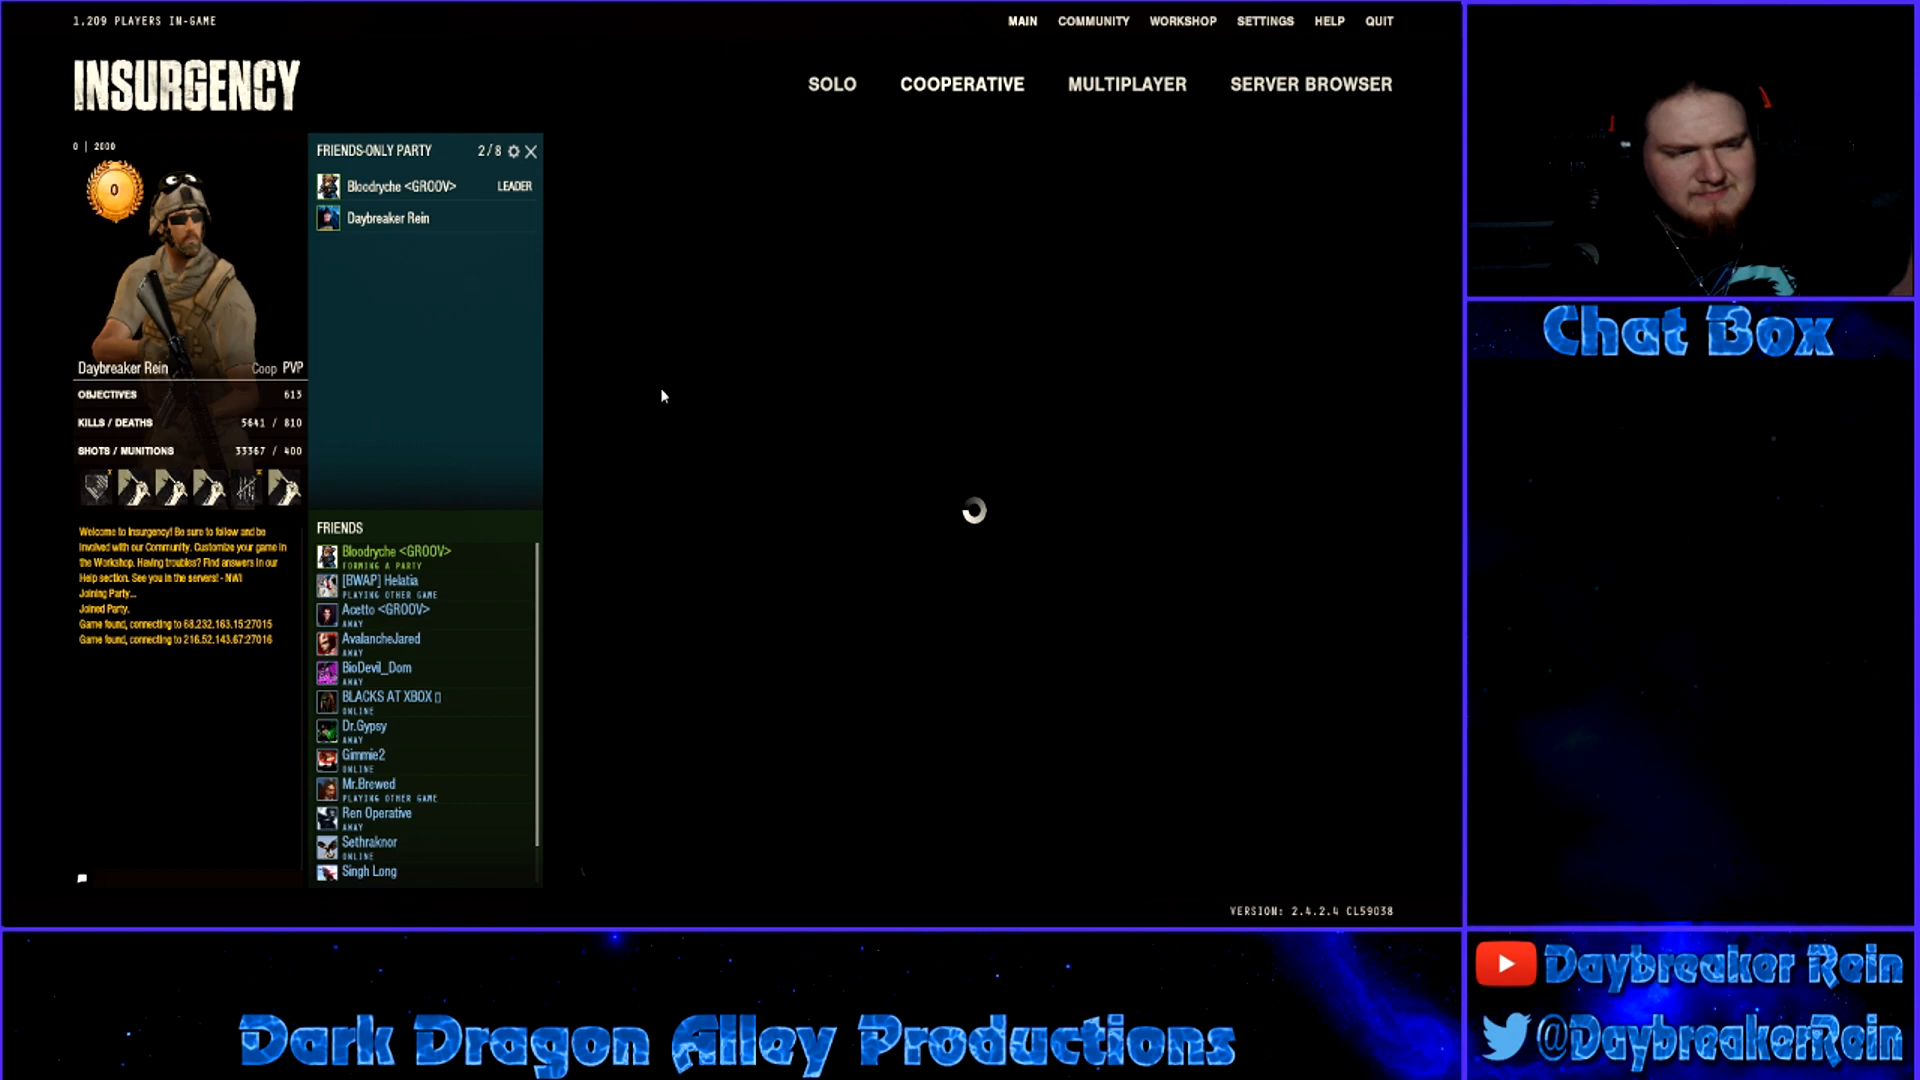 1,209 PLAYERS IN-GAME
MAIN COMMUNITY WORKSHOP SETTINGS HELP QUIT
INSURGENCY
SOLO COOPERATIVE MULTIPLAYER SERVER BROWSER
0 | 2000
0
Daybreaker Rein Coop PVP
OBJECTIVES 613
KILLS / DEATHS 5641 / 810
SHOTS / MUNITIONS 33367 / 400
Welcome to Insurgency! Be sure to follow and be
involved with our Community. Customize your game in
the Workshop. Having troubles? Find answers in our
Help section. See you in the servers! - NWI
Joining Party...
Joined Party.
Game found, connecting to 68.232.163.15:27015
Game found, connecting to 216.52.143.67:27016
FRIENDS-ONLY PARTY 2/8
Bloodryche <GROOV> LEADER
Daybreaker Rein
FRIENDS
Bloodryche <GROOV>
FORMING A PARTY
[BWAP] Helatia
PLAYING OTHER GAME
Acetto <GROOV>
AWAY
AvalancheJared
AWAY
BioDevil_Dom
AWAY
BLACKS AT XBOX ▯
ONLINE
Dr.Gypsy
AWAY
Gimmie2
ONLINE
Mr.Brewed
PLAYING OTHER GAME
Ren Operative
AWAY
Sethraknor
ONLINE
Singh Long
VERSION: 2.4.2.4 CL59038
Chat Box
Dark Dragon Alley Productions
Daybreaker Rein
@DaybreakerRein